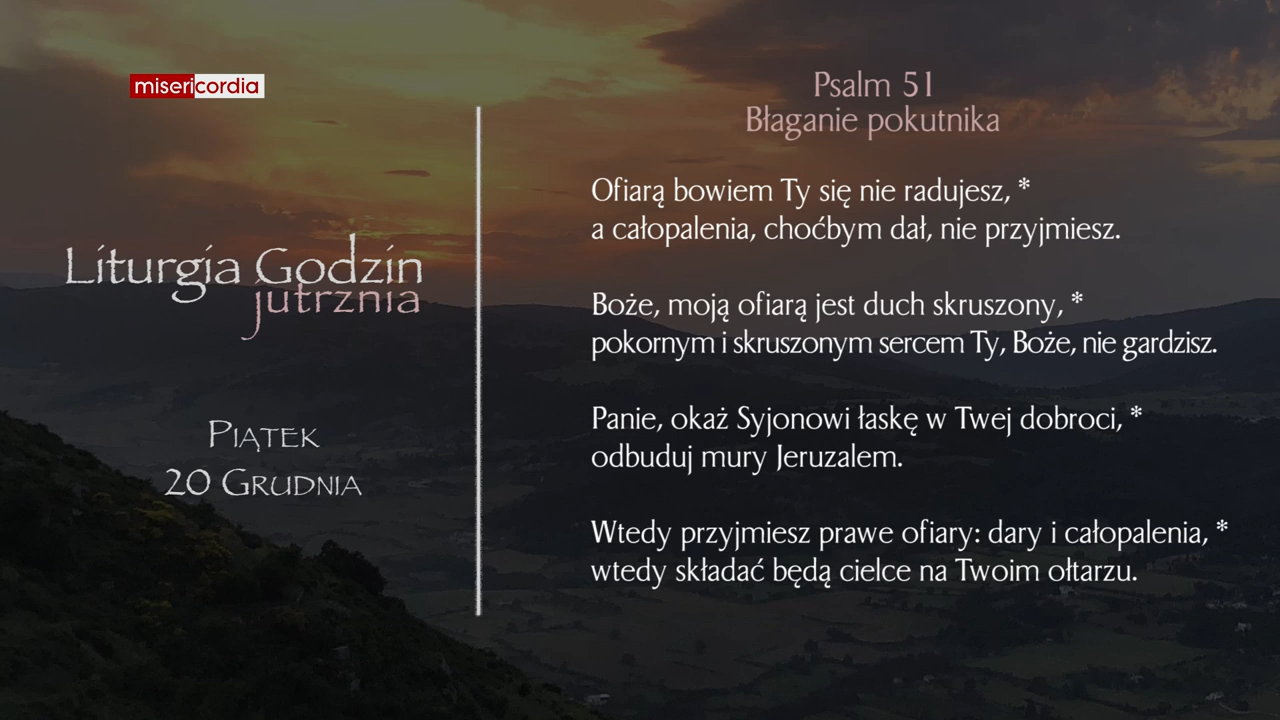 misericordia
Liturgia Godzin
jutrznia
Piątek
20 Grudnia
Psalm 51
Błaganie pokutnika
Ofiarą bowiem Ty się nie radujesz, *
a całopalenia, choćbym dał, nie przyjmiesz.
Boże, moją ofiarą jest duch skruszony, *
pokornym i skruszonym sercem Ty, Boże, nie gardzisz.
Panie, okaż Syjonowi łaskę w Twej dobroci, *
odbuduj mury Jeruzalem.
Wtedy przyjmiesz prawe ofiary: dary i całopalenia, *
wtedy składać będą cielce na Twoim ołtarzu.